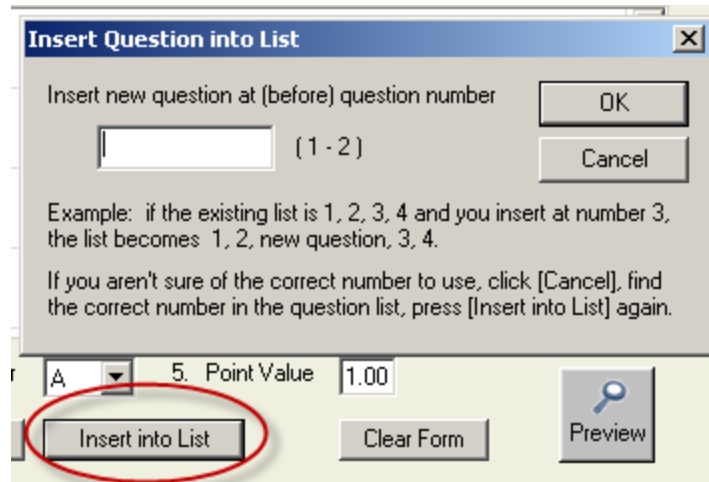 Insert Question into List
Insert new question at (before) question number
OK
( 1 - 2 )
Cancel
Example: if the existing list is 1, 2, 3, 4 and you insert at number 3,
the list becomes 1, 2, new question, 3, 4.
If you aren't sure of the correct number to use, click [Cancel], find
the correct number in the question list, press [Insert into List] again.
A 5. Point Value 1.00
Insert into List Clear Form Preview